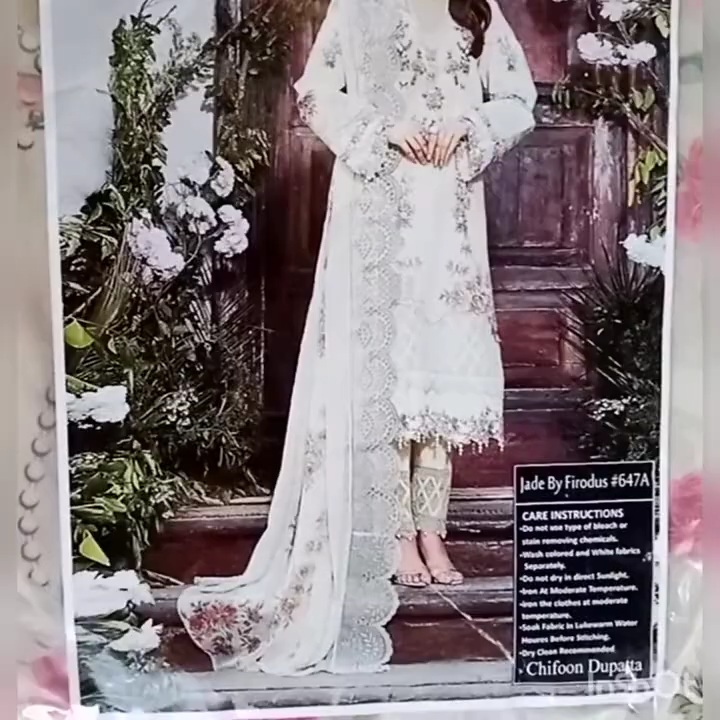 Jade By Firodus #647A
CARE INSTRUCTIONS
•Do not use type of bleach or
stain removing chemicals.
•Wash colored and White fabrics
Separately.
•Do not dry in direct Sunlight.
•Iron At Moderate Temperature.
•Iron the clothes at moderate
temperature.
•Soak Fabric in Lukewarm Water
Houres Before Stitching.
•Dry Clean Recommended
Chifoon Dupatta